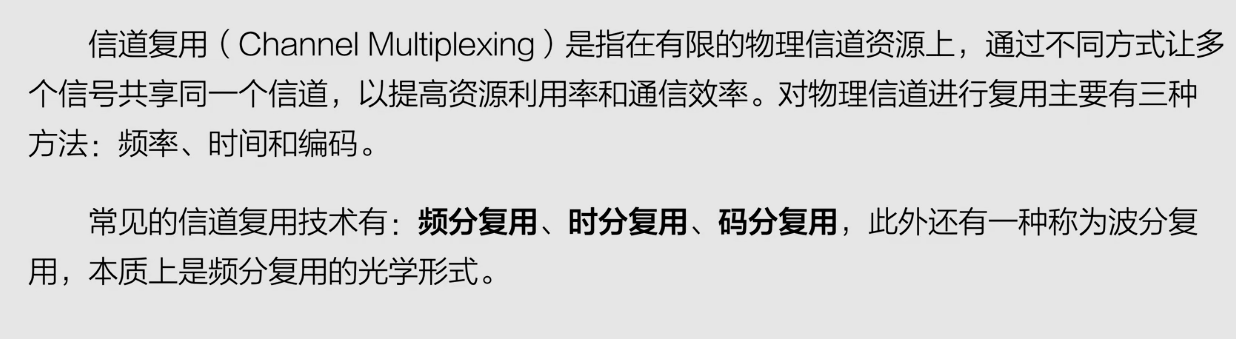 信道复用（Channel Multiplexing）是指在有限的物理信道资源上，通过不同方式让多
个信号共享同一个信道，以提高资源利用率和通信效率。对物理信道进行复用主要有三种
方法：频率、时间和编码。
常见的信道复用技术有：频分复用、时分复用、码分复用，此外还有一种称为波分复
用，本质上是频分复用的光学形式。